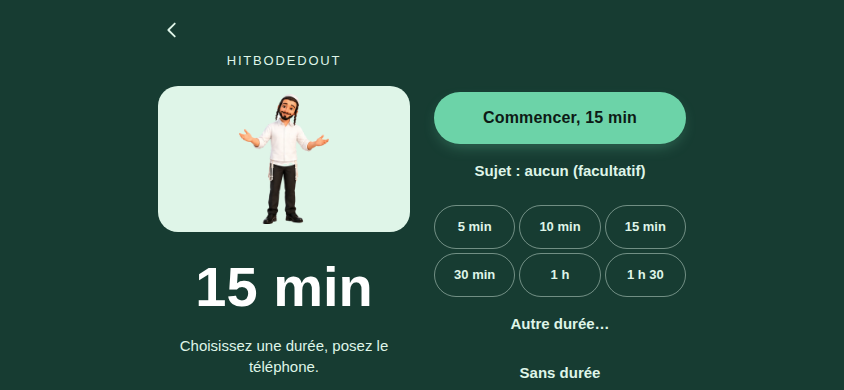 HITBODEDOUT
15 min
Choisissez une durée, posez le
téléphone.
Commencer, 15 min
Sujet : aucun (facultatif)
5 min
10 min
15 min
30 min
1 h
1 h 30
Autre durée…
Sans durée